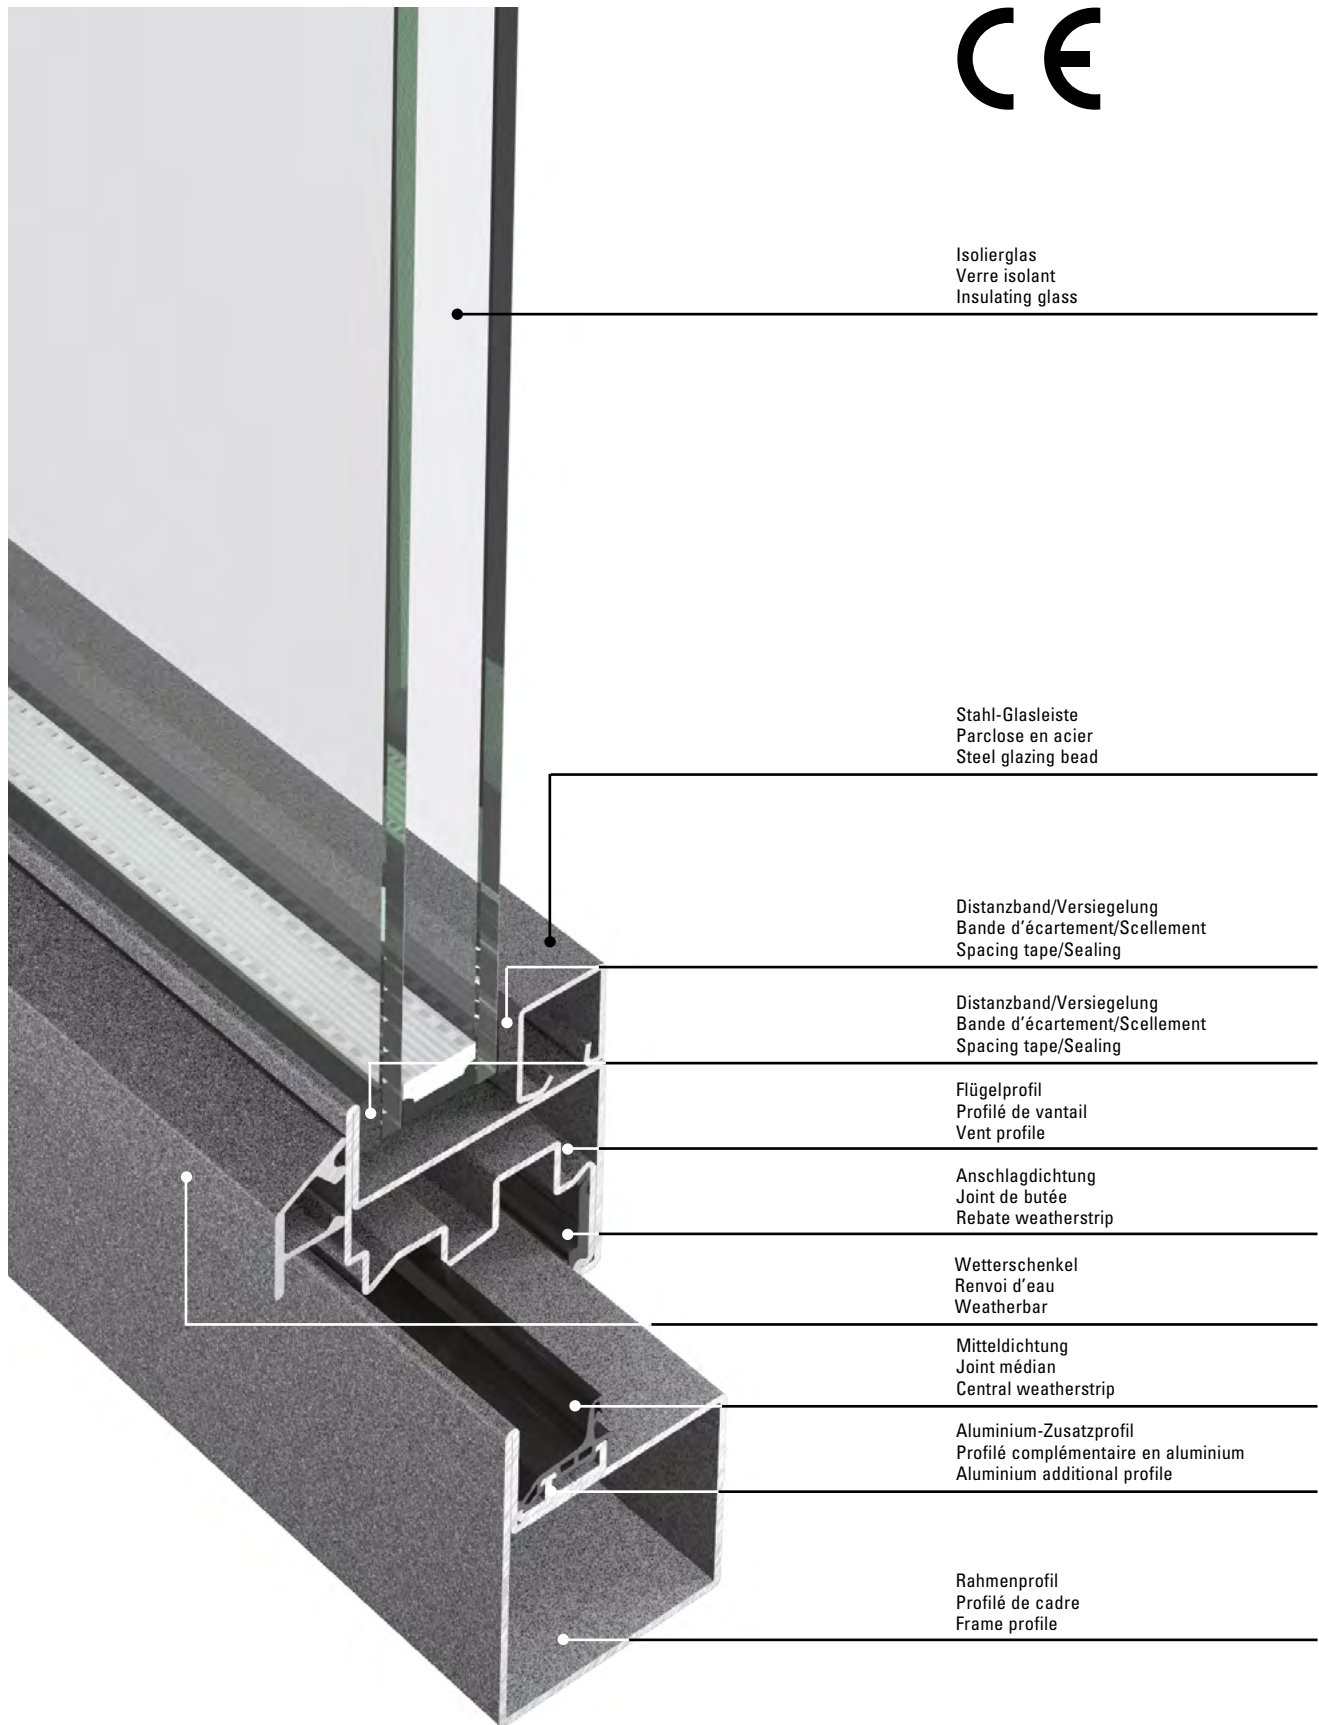 CE
Isolierglas
Verre isolant
Insulating glass
Stahl-Glasleiste
Parclose en acier
Steel glazing bead
Distanzband/Versiegelung
Bande d'écartement/Scellement
Spacing tape/Sealing
Distanzband/Versiegelung
Bande d'écartement/Scellement
Spacing tape/Sealing
Flügelprofil
Profilé de vantail
Vent profile
Anschlagdichtung
Joint de butée
Rebate weatherstrip
Wetterschenkel
Renvoi d'eau
Weatherbar
Mitteldichtung
Joint médian
Central weatherstrip
Aluminium-Zusatzprofil
Profilé complémentaire en aluminium
Aluminium additional profile
Rahmenprofil
Profilé de cadre
Frame profile